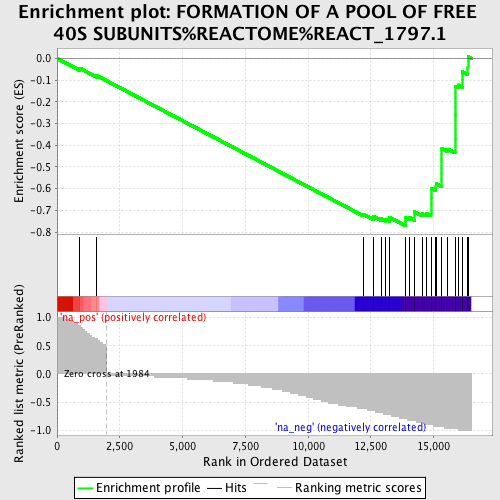 Enrichment plot: FORMATION OF A POOL OF FREE
40S SUBUNITS%REACTOME%REACT_1797.1
Enrichment score (ES)
0.0
-0.1
-0.2
-0.3
-0.4
-0.5
-0.6
-0.7
-0.8
Ranked list metric (PreRanked)
1.0
0.5
0.0
-0.5
-1.0
'na_pos' (positively correlated)
Zero cross at 1984
'na_neg' (negatively correlated)
0
2,500
5,000
7,500
10,000
12,500
15,000
Rank in Ordered Dataset
Enrichment profile
Hits
Ranking metric scores